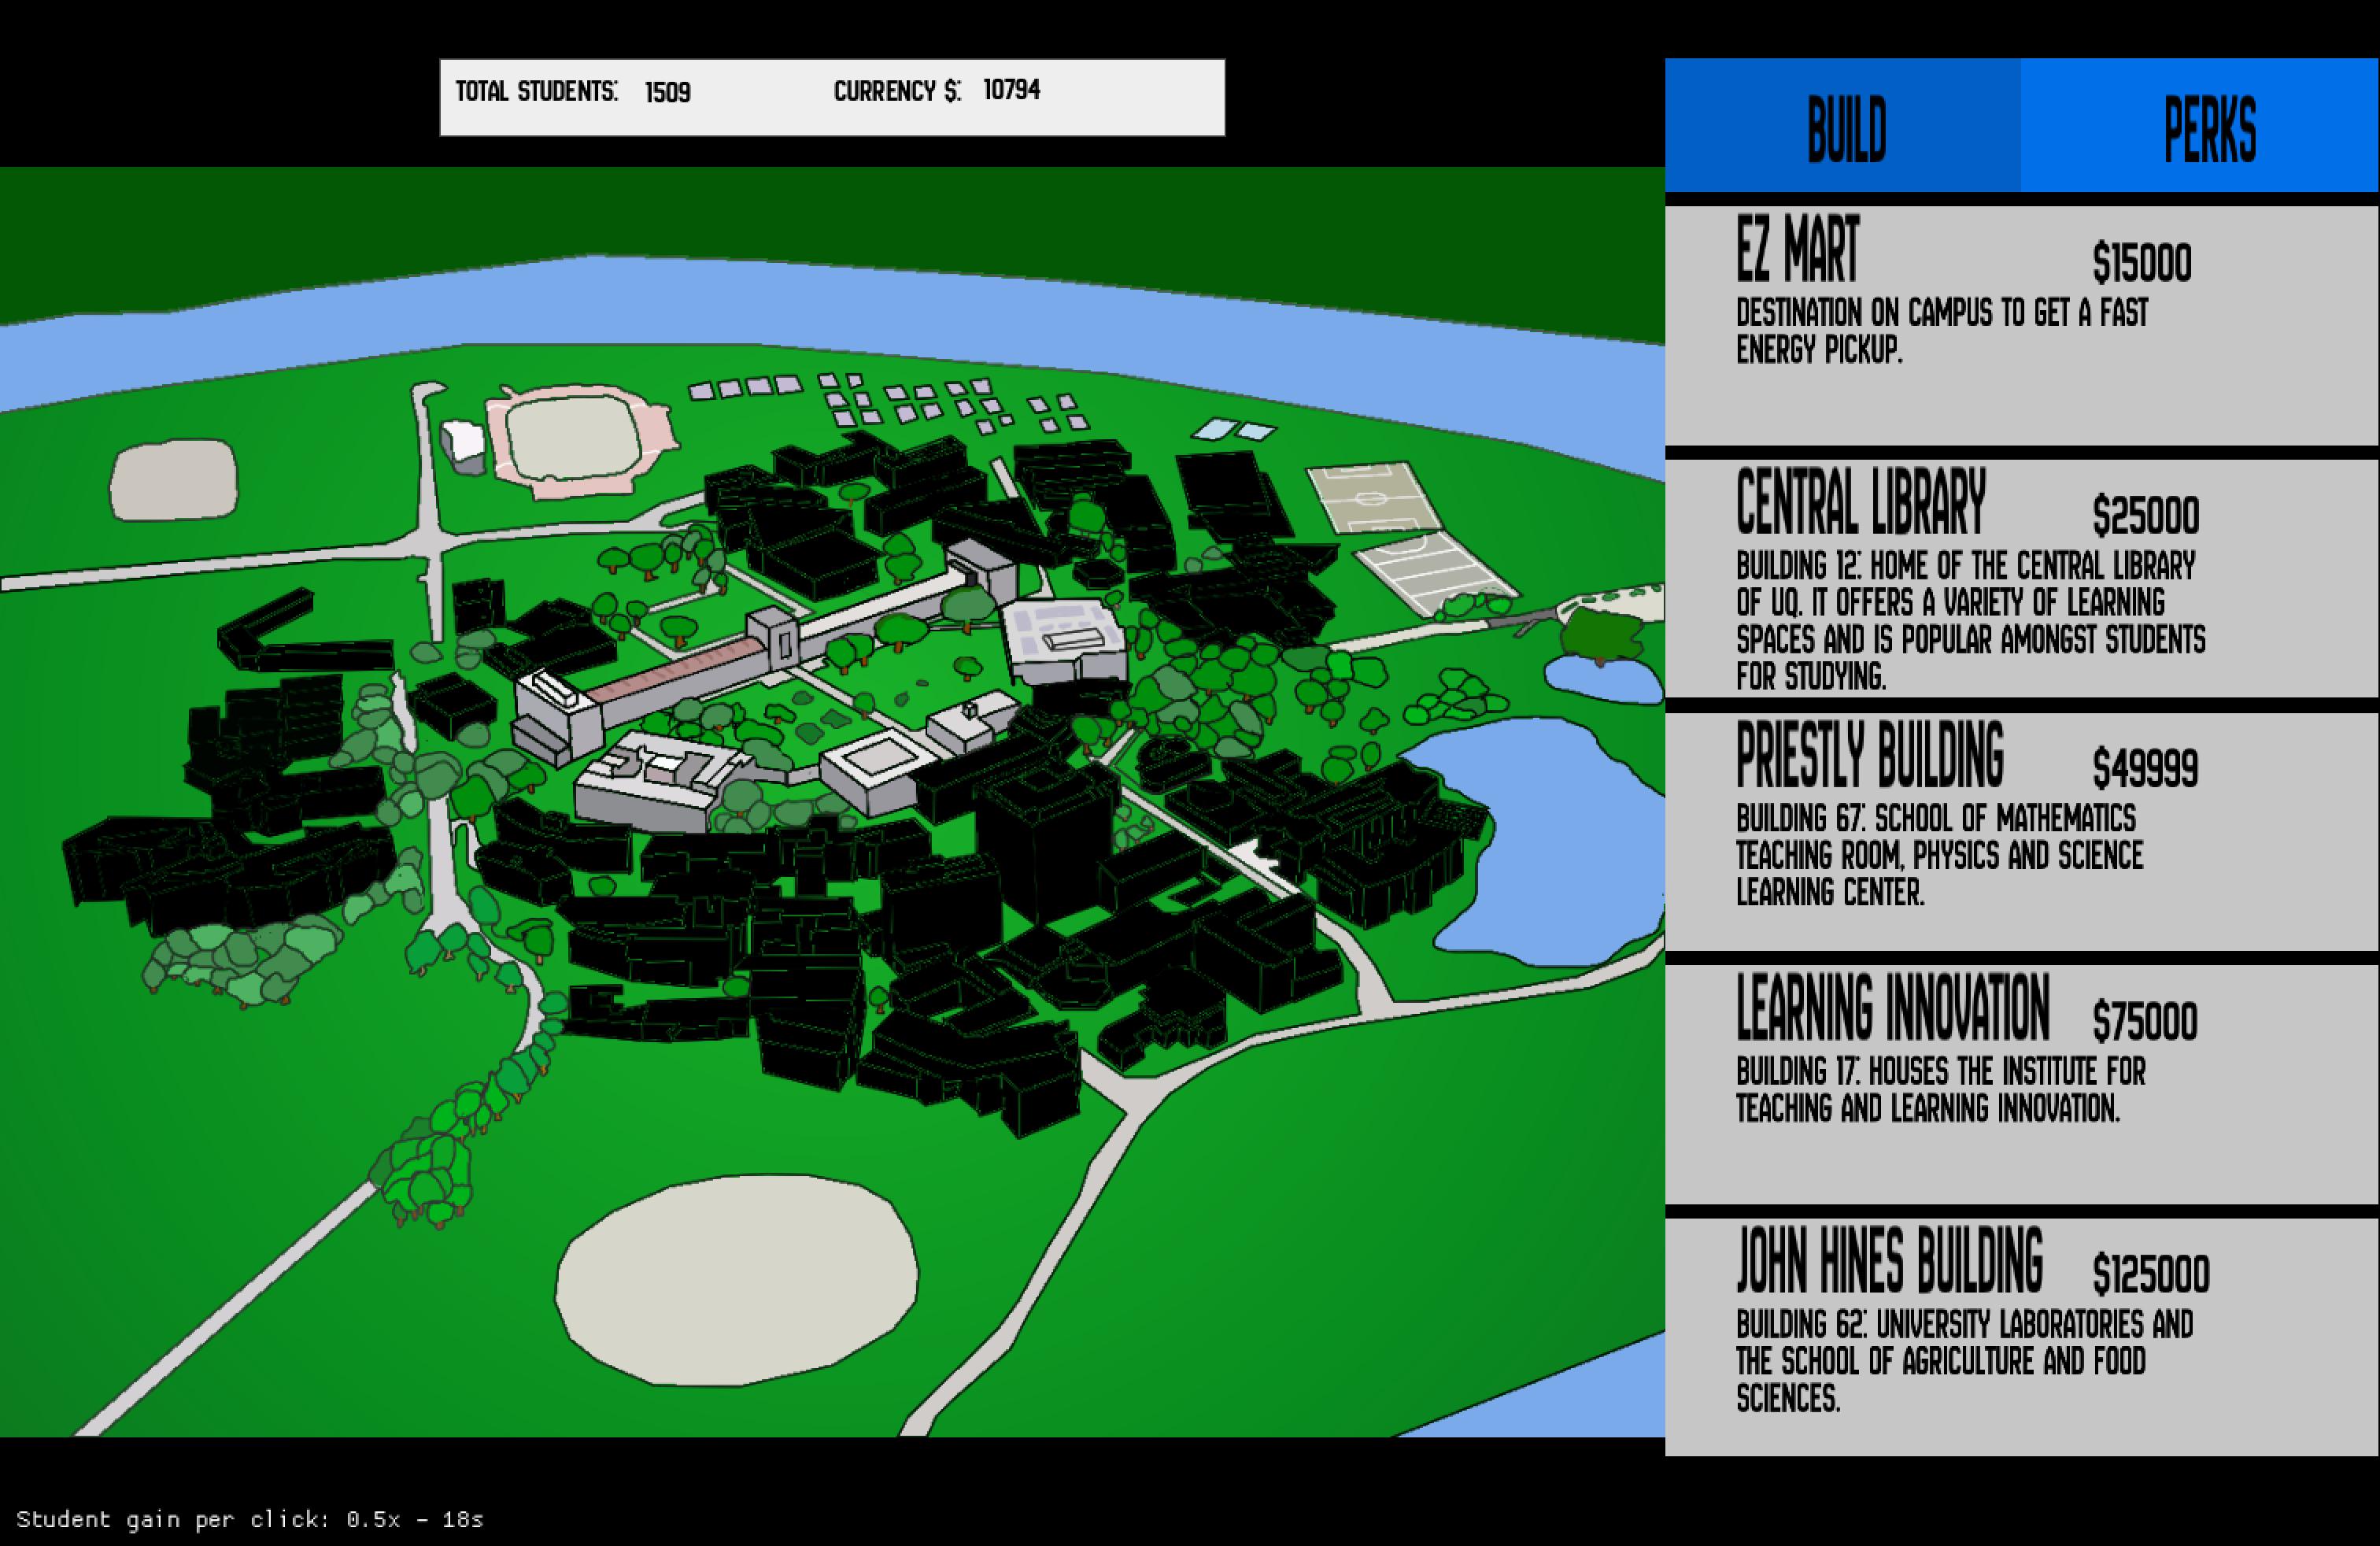 TOTAL STUDENTS: 1509 CURRENCY $: 10794
BUILD PERKS
EZ MART $15000
DESTINATION ON CAMPUS TO GET A FAST
ENERGY PICKUP.
CENTRAL LIBRARY $25000
BUILDING 12: HOME OF THE CENTRAL LIBRARY
OF UQ. IT OFFERS A VARIETY OF LEARNING
SPACES AND IS POPULAR AMONGST STUDENTS
FOR STUDYING.
PRIESTLY BUILDING $49999
BUILDING 67: SCHOOL OF MATHEMATICS
TEACHING ROOM, PHYSICS AND SCIENCE
LEARNING CENTER.
LEARNING INNOVATION $75000
BUILDING 17: HOUSES THE INSTITUTE FOR
TEACHING AND LEARNING INNOVATION.
JOHN HINES BUILDING $125000
BUILDING 62: UNIVERSITY LABORATORIES AND
THE SCHOOL OF AGRICULTURE AND FOOD
SCIENCES.
Student gain per click: 0.5x - 18s